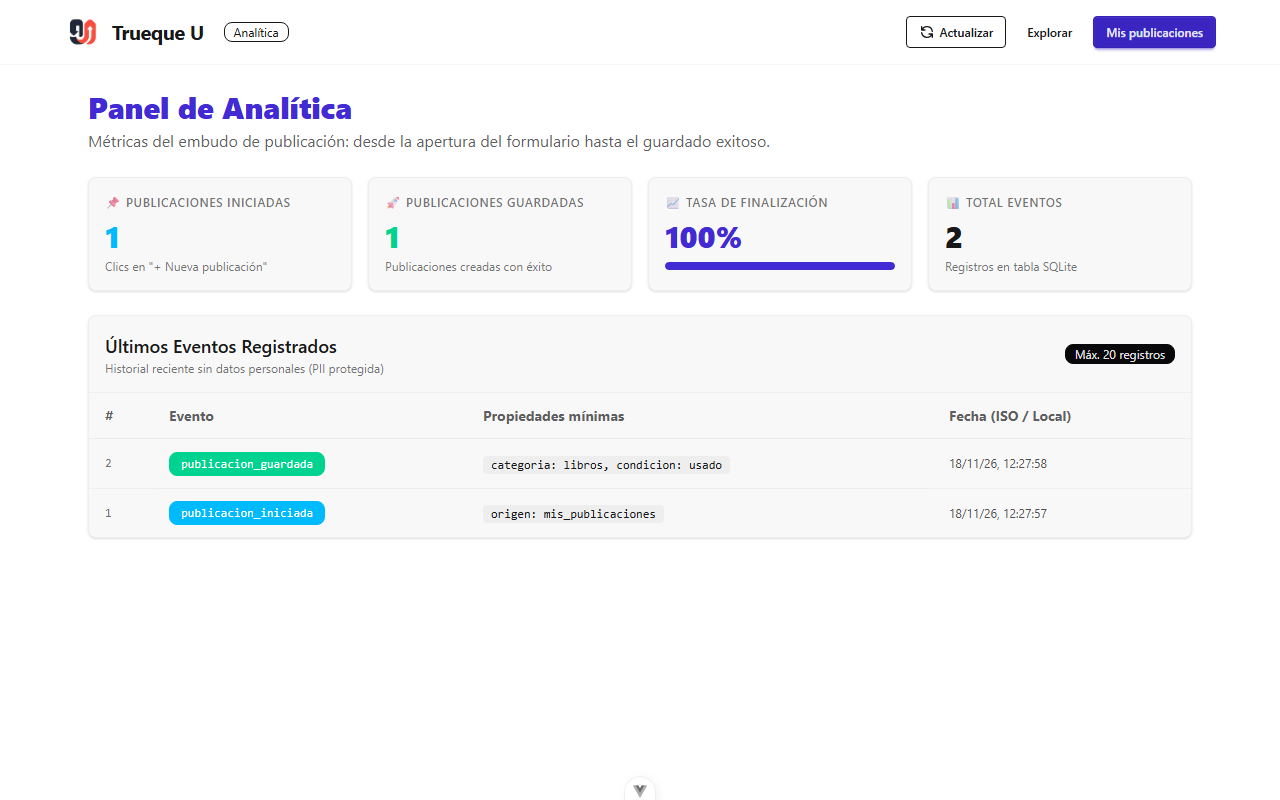 Trueque U
Analítica
Actualizar
Explorar
Mis publicaciones
Panel de Analítica
Métricas del embudo de publicación: desde la apertura del formulario hasta el guardado exitoso.
PUBLICACIONES INICIADAS
1
Clics en "+ Nueva publicación"
PUBLICACIONES GUARDADAS
1
Publicaciones creadas con éxito
TASA DE FINALIZACIÓN
100%
TOTAL EVENTOS
2
Registros en tabla SQLite
Últimos Eventos Registrados
Historial reciente sin datos personales (PII protegida)
Máx. 20 registros
# Evento Propiedades mínimas Fecha (ISO / Local)
2 publicacion_guardada categoria: libros, condicion: usado 18/11/26, 12:27:58
1 publicacion_iniciada origen: mis_publicaciones 18/11/26, 12:27:57